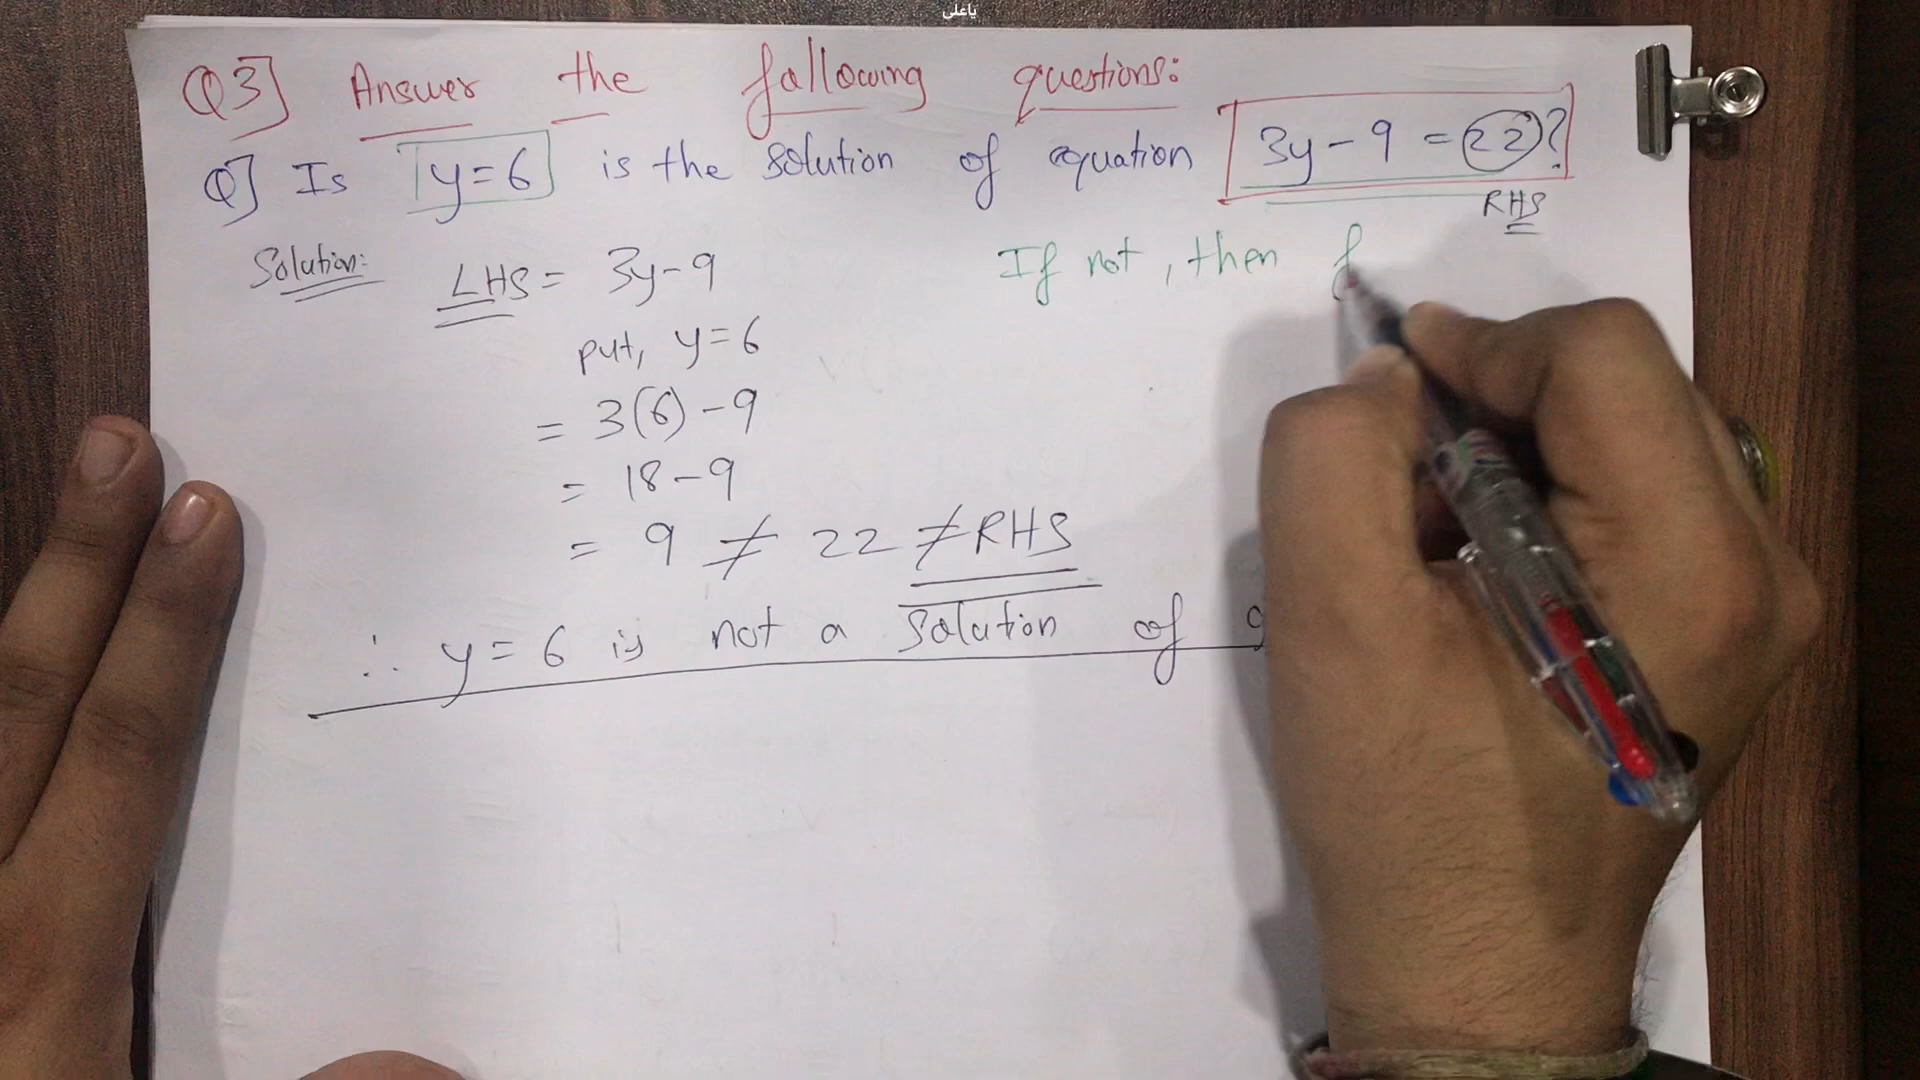 ياعلى
Q3] Answer the following questions:
Q] Is y=6 is the solution of equation 3y-9 = 22?
RHS
If not, then f
Solution: LHS = 3y-9
put, y=6
= 3(6) -9
= 18-9
= 9 ≠ 22 ≠ RHS
∴ y=6 is not a solution of